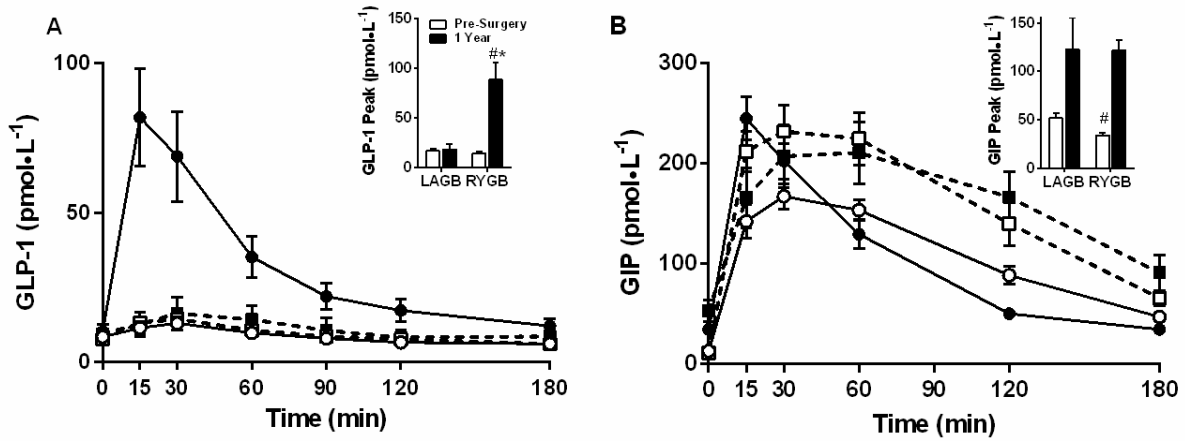 A
GLP-1 (pmol•L-1)
100
50
0
0 15 30 60 90 120 180
Time (min)
GLP-1 Peak (pmol•L-1)
150
100
50
0
Pre-Surgery
1 Year
#*
LAGB RYGB
B
GIP (pmol•L-1)
300
200
100
0
0 15 30 60 90 120 180
Time (min)
GIP Peak (pmol•L-1)
150
100
50
0
#
LAGB RYGB